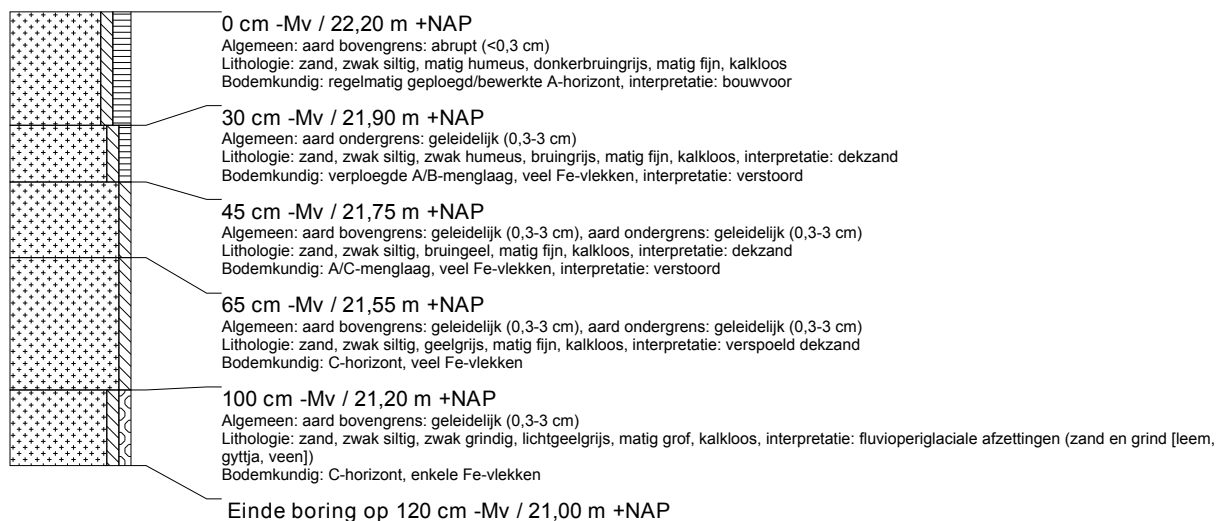 0 cm -Mv / 22,20 m +NAP
Algemeen: aard bovengrens: abrupt (<0,3 cm)
Lithologie: zand, zwak siltig, matig humeus, donkerbruingrijs, matig fijn, kalkloos
Bodemkundig: regelmatig geploegd/bewerkte A-horizont, interpretatie: bouwvoor
30 cm -Mv / 21,90 m +NAP
Algemeen: aard ondergrens: geleidelijk (0,3-3 cm)
Lithologie: zand, zwak siltig, zwak humeus, bruingrijs, matig fijn, kalkloos, interpretatie: dekzand
Bodemkundig: verploegde A/B-menglaag, veel Fe-vlekken, interpretatie: verstoord
45 cm -Mv / 21,75 m +NAP
Algemeen: aard bovengrens: geleidelijk (0,3-3 cm), aard ondergrens: geleidelijk (0,3-3 cm)
Lithologie: zand, zwak siltig, bruingeel, matig fijn, kalkloos, interpretatie: dekzand
Bodemkundig: A/C-menglaag, veel Fe-vlekken, interpretatie: verstoord
65 cm -Mv / 21,55 m +NAP
Algemeen: aard bovengrens: geleidelijk (0,3-3 cm), aard ondergrens: geleidelijk (0,3-3 cm)
Lithologie: zand, zwak siltig, geelgrijs, matig fijn, kalkloos, interpretatie: verspoeld dekzand
Bodemkundig: C-horizont, veel Fe-vlekken
100 cm -Mv / 21,20 m +NAP
Algemeen: aard bovengrens: geleidelijk (0,3-3 cm)
Lithologie: zand, zwak siltig, zwak grindig, lichtgeelgrijs, matig grof, kalkloos, interpretatie: fluvioperiglaciale afzettingen (zand en grind [leem,
gyttja, veen])
Bodemkundig: C-horizont, enkele Fe-vlekken
Einde boring op 120 cm -Mv / 21,00 m +NAP